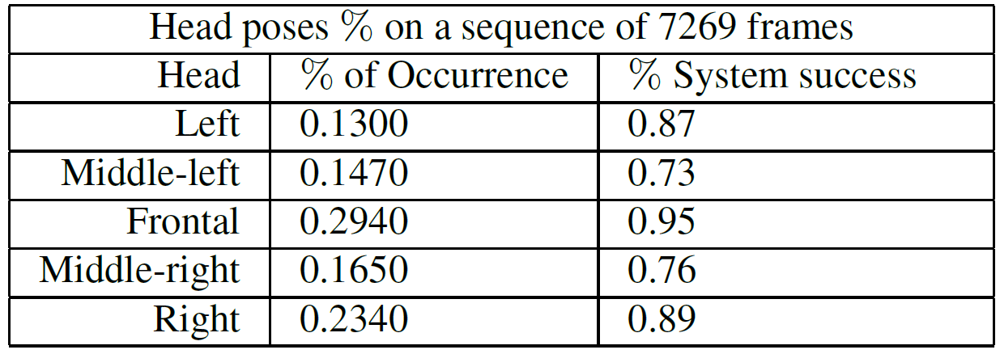 Head poses % on a sequence of 7269 frames
Head % of Occurrence % System success
Left 0.1300 0.87
Middle-left 0.1470 0.73
Frontal 0.2940 0.95
Middle-right 0.1650 0.76
Right 0.2340 0.89